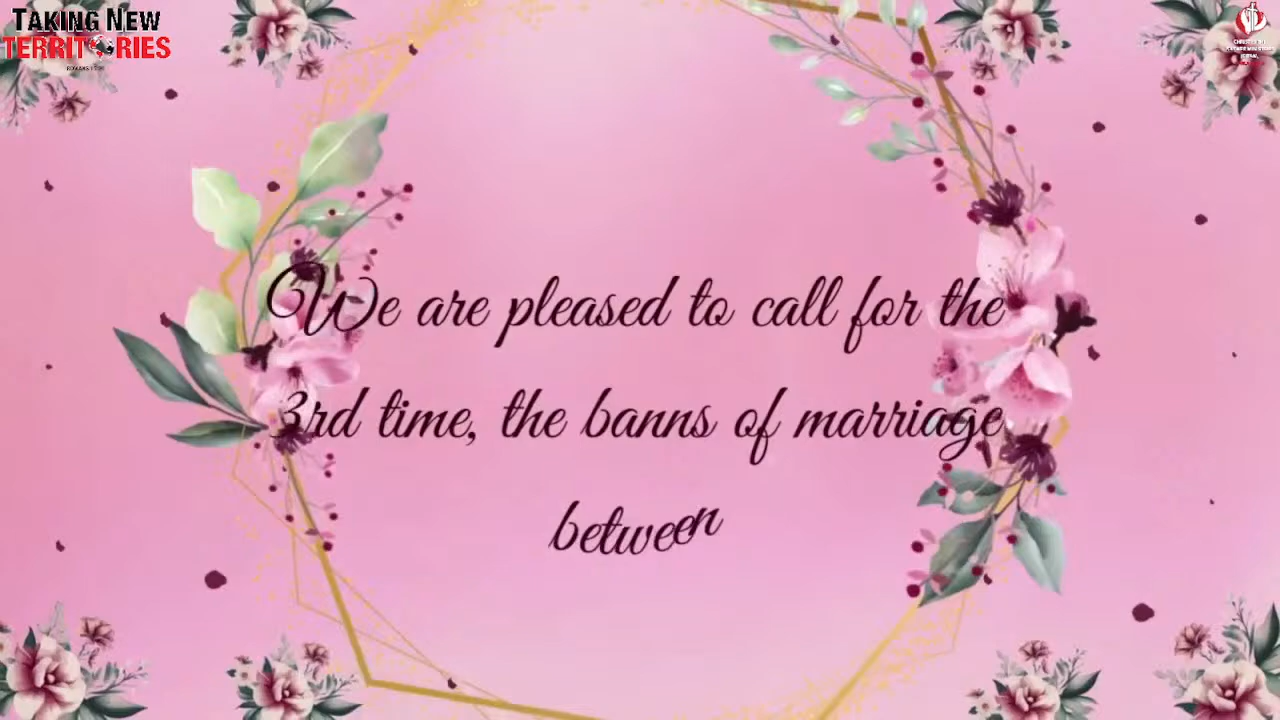 TAKING NEW
TERRITORIES
We are pleased to call for the
3rd time, the banns of marriage
between